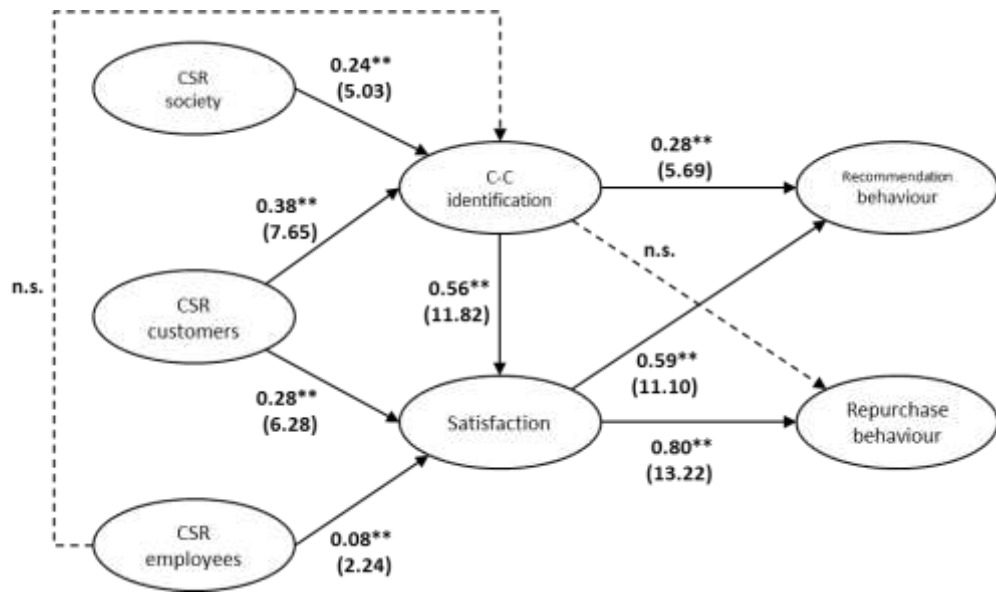 CSR
society
0.24**
(5.03)
C-C
identification
0.28**
(5.69)
Recommendation
behaviour
0.38**
(7.65)
n.s.
n.s.
CSR
customers
0.56**
(11.82)
0.28**
(6.28)
Satisfaction
0.59**
(11.10)
0.80**
(13.22)
Repurchase
behaviour
CSR
employees
0.08**
(2.24)